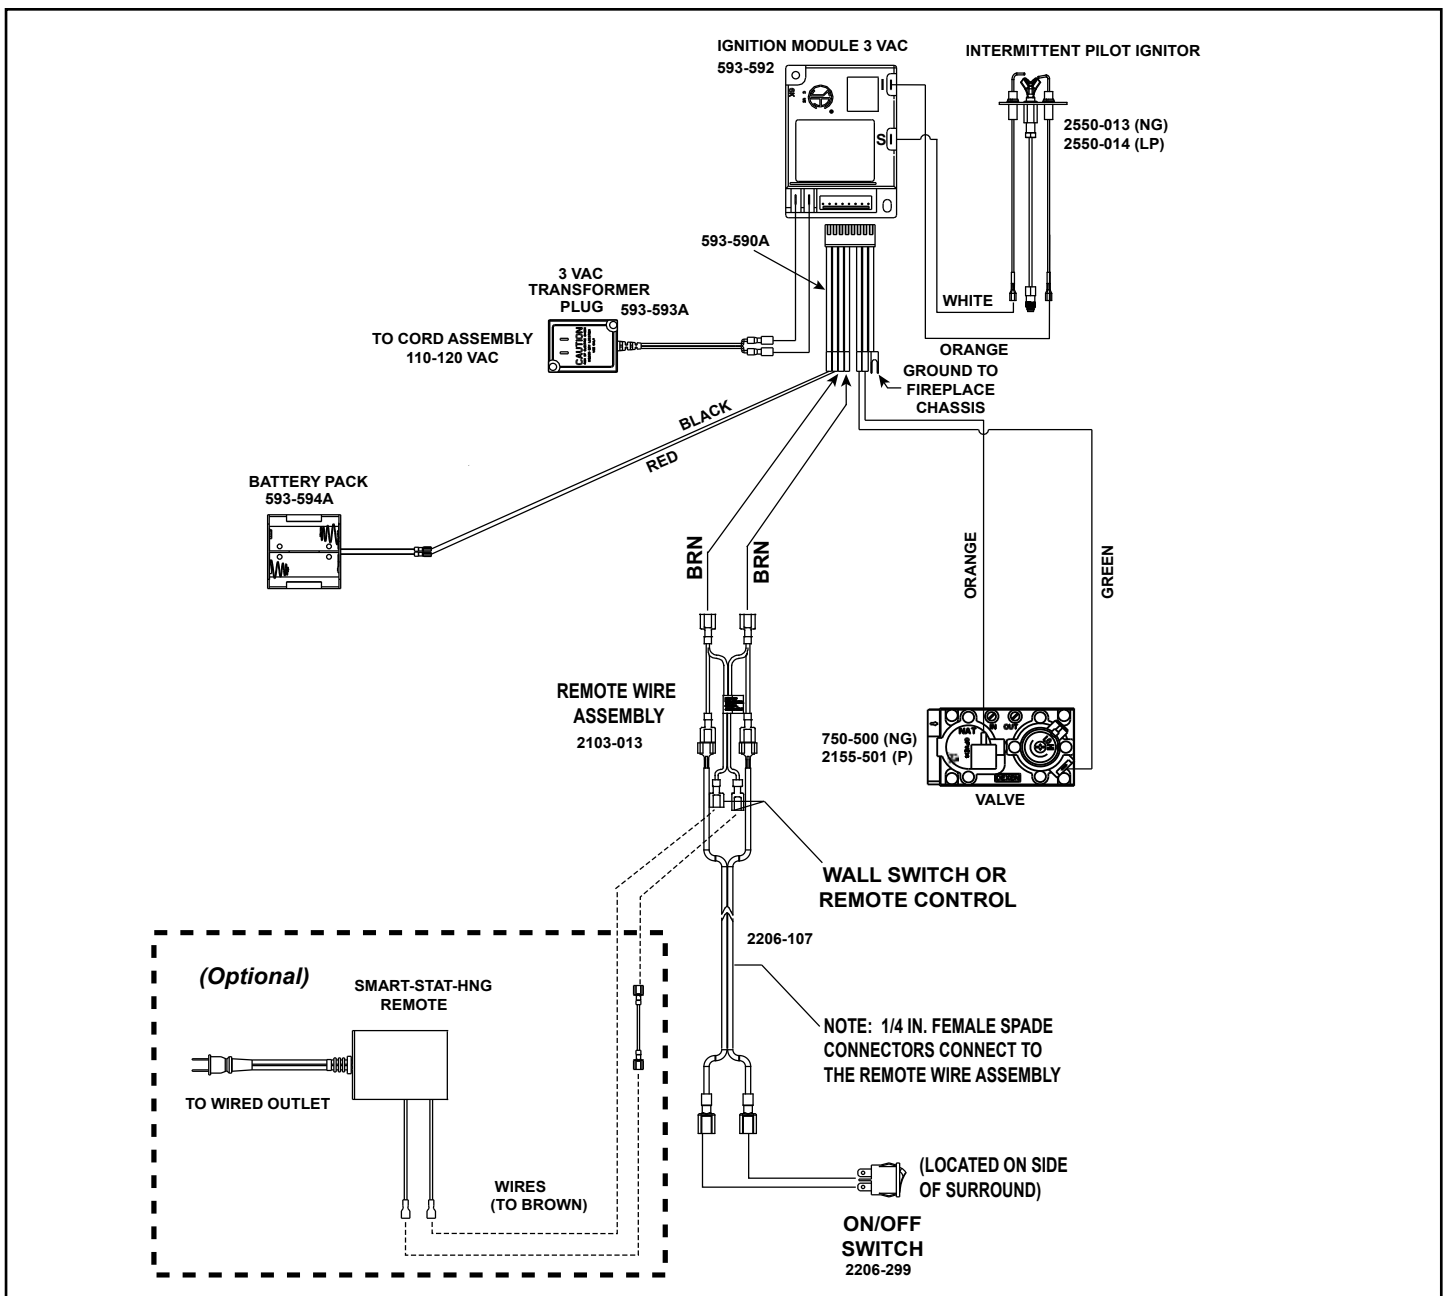 IGNITION MODULE 3 VAC
593-592
INTERMITTENT PILOT IGNITOR
I
S
2550-013 (NG)
2550-014 (LP)
593-590A
3 VAC
TRANSFORMER
PLUG
593-593A
CAUTION
TO CORD ASSEMBLY
110-120 VAC
WHITE
ORANGE
GROUND TO
FIREPLACE
CHASSIS
BLACK
RED
BATTERY PACK
593-594A
BRN
BRN
ORANGE
GREEN
REMOTE WIRE
ASSEMBLY
2103-013
750-500 (NG)
2155-501 (P)
NAT
IN
OUT
VALVE
WALL SWITCH OR
REMOTE CONTROL
2206-107
(Optional)
SMART-STAT-HNG
REMOTE
NOTE: 1/4 IN. FEMALE SPADE
CONNECTORS CONNECT TO
THE REMOTE WIRE ASSEMBLY
TO WIRED OUTLET
WIRES
(TO BROWN)
(LOCATED ON SIDE
OF SURROUND)
ON/OFF
SWITCH
2206-299